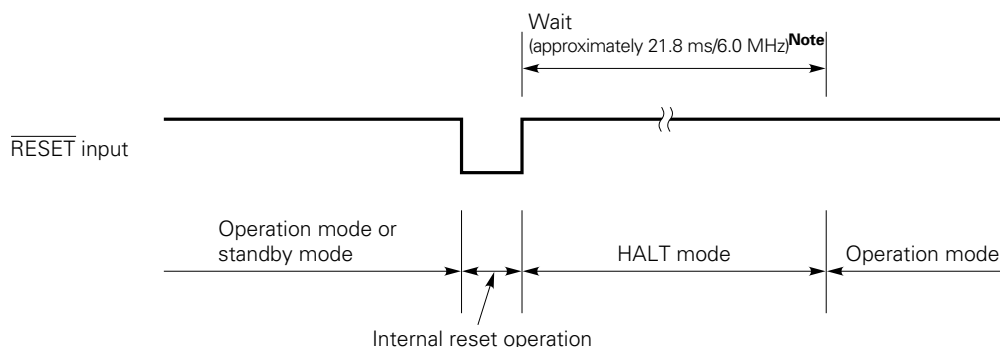 Wait
(approximately 21.8 ms/6.0 MHz)Note
RESET input
Operation mode or
standby mode
HALT mode
Operation mode
Internal reset operation